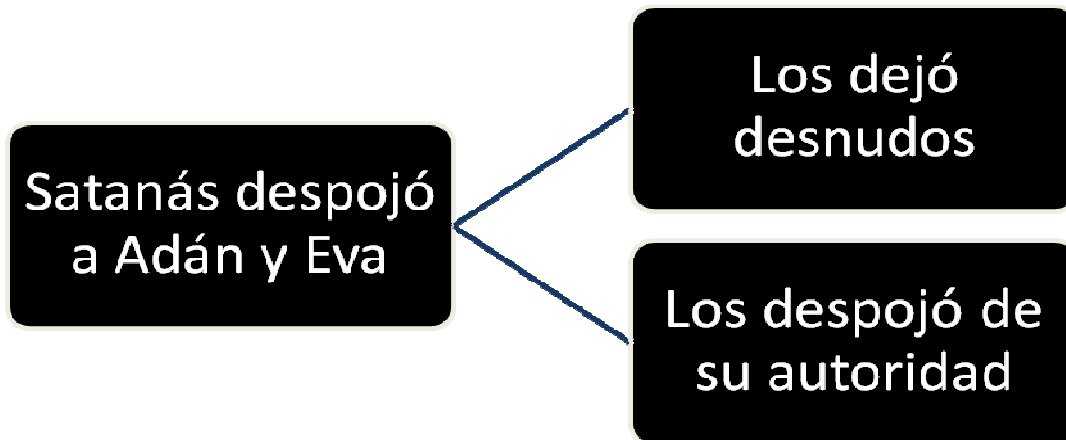 Satanás despojó
a Adán y Eva
Los dejó
desnudos
Los despojó de
su autoridad